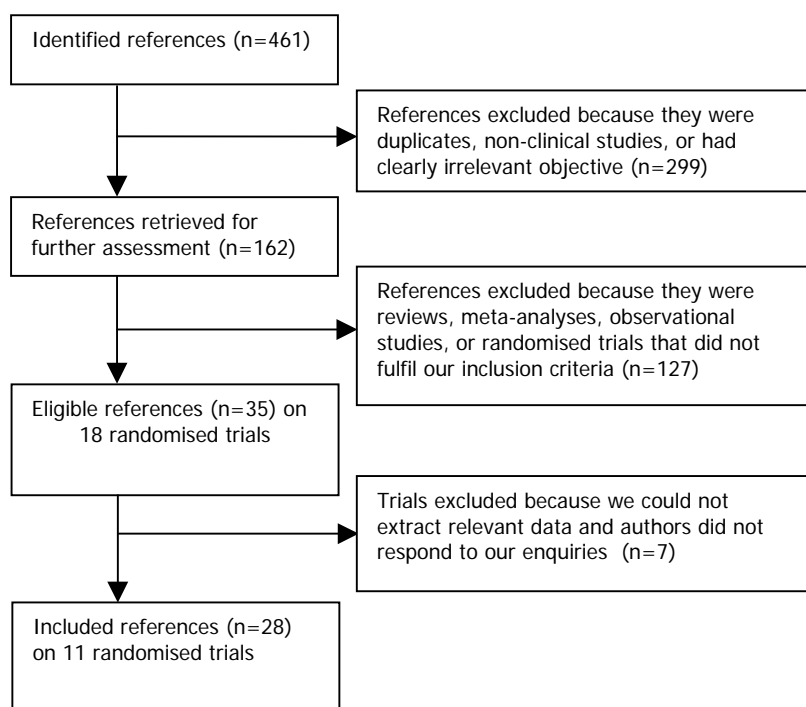 Identified references (n=461)
References excluded because they were
duplicates, non-clinical studies, or had
clearly irrelevant objective (n=299)
References retrieved for
further assessment (n=162)
References excluded because they were
reviews, meta-analyses, observational
studies, or randomised trials that did not
fulfil our inclusion criteria (n=127)
Eligible references (n=35) on
18 randomised trials
Trials excluded because we could not
extract relevant data and authors did not
respond to our enquiries (n=7)
Included references (n=28)
on 11 randomised trials